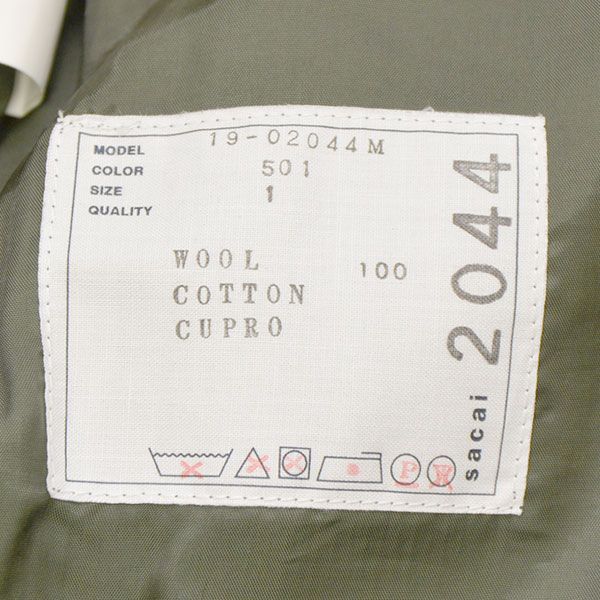 MODEL 19-02044M
COLOR 501
SIZE 1
QUALITY
WOOL 100
COTTON
CUPRO
P W
sacai 2044